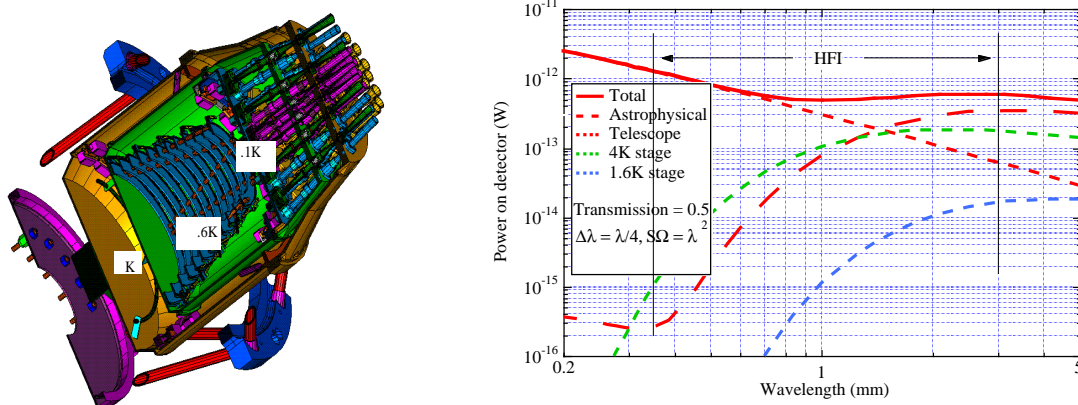 .1K
.6K
K
Power on detector (W)
10^-11
10^-12
10^-13
10^-14
10^-15
10^-16
HFI
Total
Astrophysical
Telescope
4K stage
1.6K stage
Transmission = 0.5
Δλ = λ/4, SΩ = λ^2
0.2
1
5
Wavelength (mm)